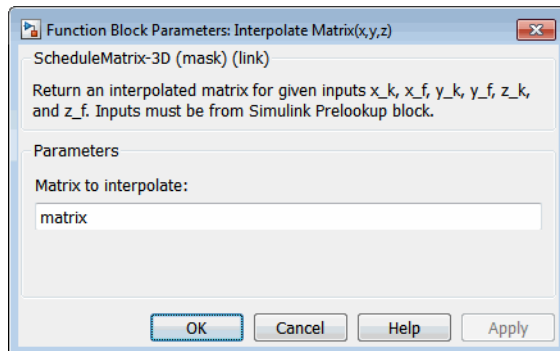 Function Block Parameters: Interpolate Matrix(x,y,z)
ScheduleMatrix-3D (mask) (link)
Return an interpolated matrix for given inputs x_k, x_f, y_k, y_f, z_k,
and z_f. Inputs must be from Simulink Prelookup block.
Parameters
Matrix to interpolate:
matrix
OK Cancel Help Apply